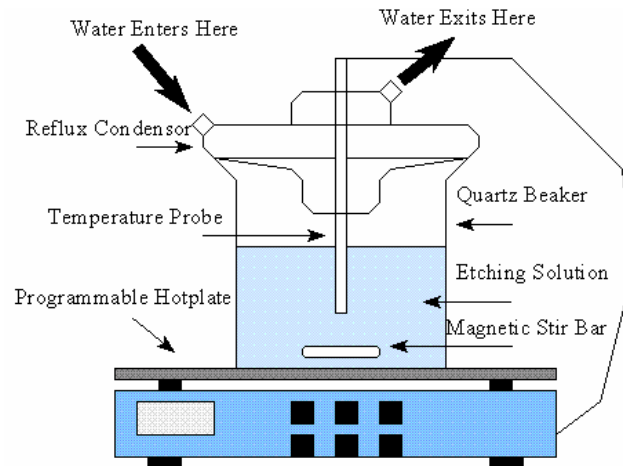 Water Enters Here
Water Exits Here
Reflux Condensor
Quartz Beaker
Temperature Probe
Etching Solution
Programmable Hotplate
Magnetic Stir Bar